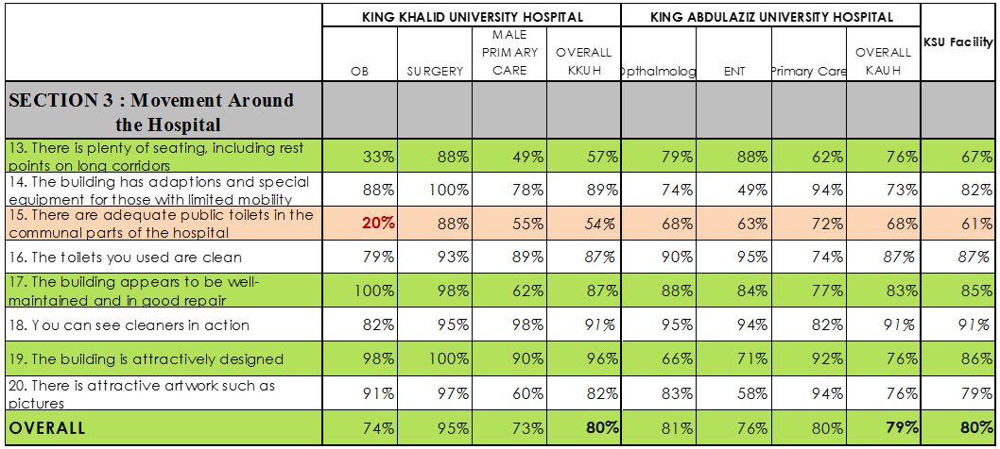 KING KHALID UNIVERSITY HOSPITAL KING ABDULAZIZ UNIVERSITY HOSPITAL KSU Facility
OB SURGERY MALE PRIMARY CARE OVERALL KKUH Opthalmolog ENT Primary Care OVERALL KAUH
SECTION 3 : Movement Around
the Hospital
13. There is plenty of seating, including rest
points on long corridors
33% 88% 49% 57% 79% 88% 62% 76% 67%
14. The building has adaptions and special
equipment for those with limited mobility
88% 100% 78% 89% 74% 49% 94% 73% 82%
15. There are adequate public toilets in the
communal parts of the hospital
20% 88% 55% 54% 68% 63% 72% 68% 61%
16. The toilets you used are clean 79% 93% 89% 87% 90% 95% 74% 87% 87%
17. The building appears to be well-
maintained and in good repair
100% 98% 62% 87% 88% 84% 77% 83% 85%
18. You can see cleaners in action 82% 95% 98% 91% 95% 94% 82% 91% 91%
19. The building is attractively designed 98% 100% 90% 96% 66% 71% 92% 76% 86%
20. There is attractive artwork such as
pictures
91% 97% 60% 82% 83% 58% 94% 76% 79%
OVERALL 74% 95% 73% 80% 81% 76% 80% 79% 80%